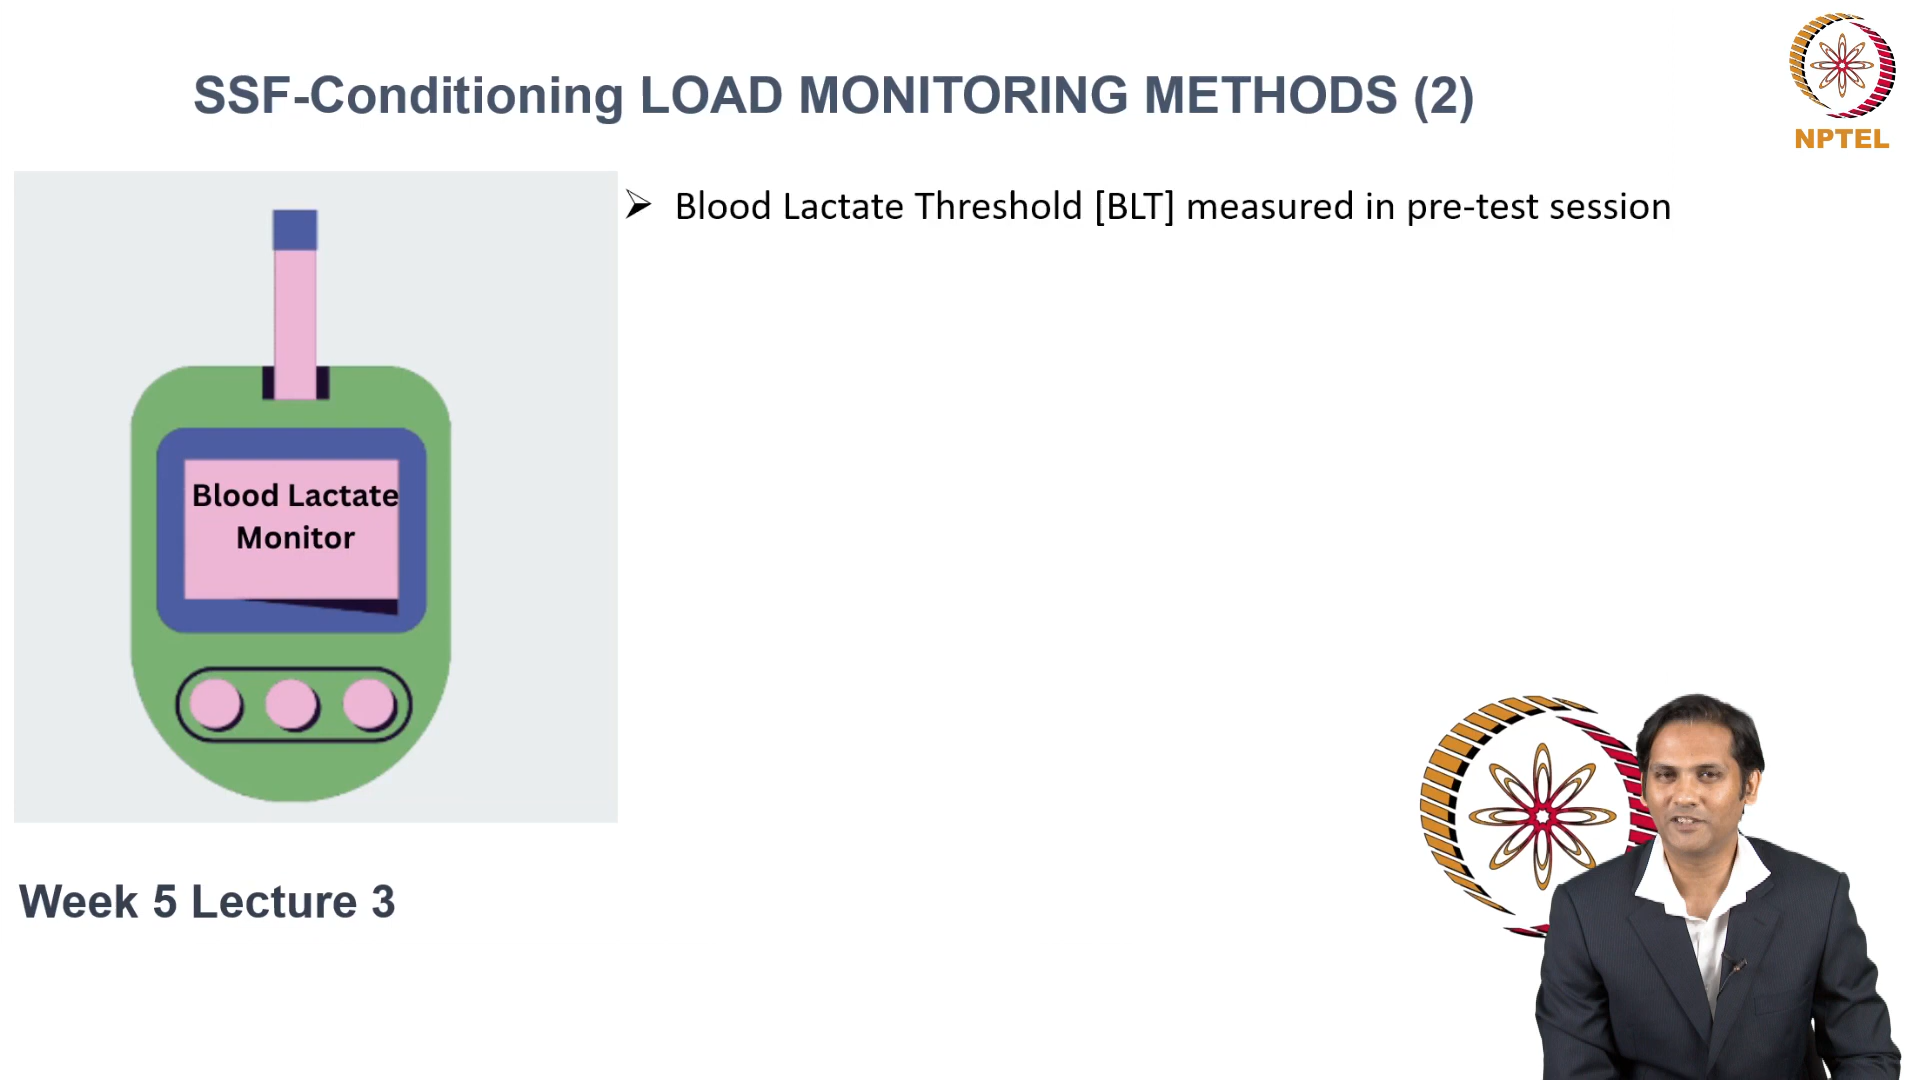 SSF-Conditioning LOAD MONITORING METHODS (2)
NPTEL
➢ Blood Lactate Threshold [BLT] measured in pre-test session
Blood Lactate
Monitor
Week 5 Lecture 3